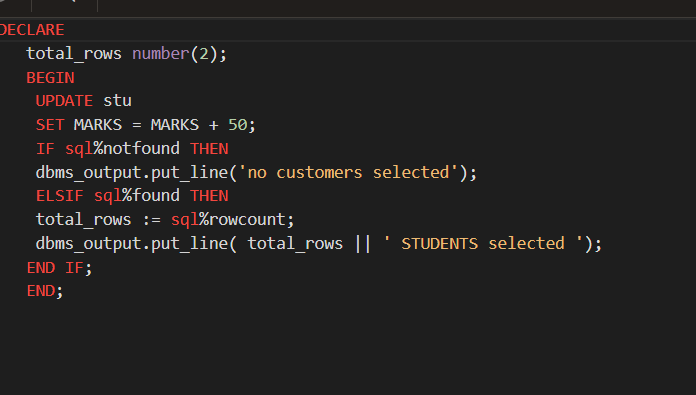 DECLARE
total_rows number(2);
BEGIN
UPDATE stu
SET MARKS = MARKS + 50;
IF sql%notfound THEN
dbms_output.put_line('no customers selected');
ELSIF sql%found THEN
total_rows := sql%rowcount;
dbms_output.put_line( total_rows || ' STUDENTS selected ');
END IF;
END;